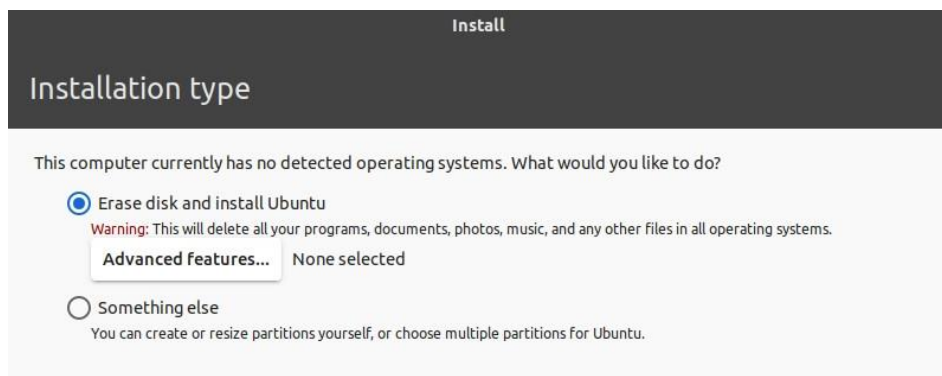 Install
Installation type
This computer currently has no detected operating systems. What would you like to do?
Erase disk and install Ubuntu
Warning: This will delete all your programs, documents, photos, music, and any other files in all operating systems.
Advanced features... None selected
Something else
You can create or resize partitions yourself, or choose multiple partitions for Ubuntu.